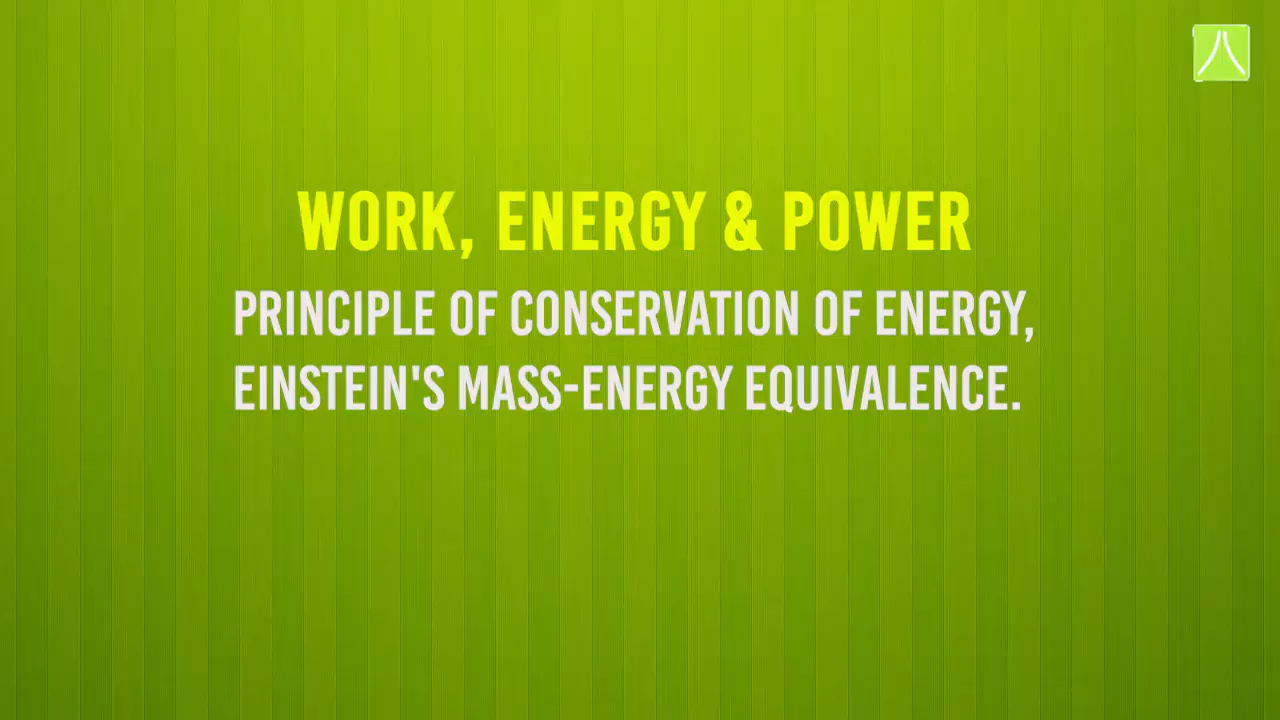 WORK, ENERGY & POWER
PRINCIPLE OF CONSERVATION OF ENERGY,
EINSTEIN'S MASS-ENERGY EQUIVALENCE.